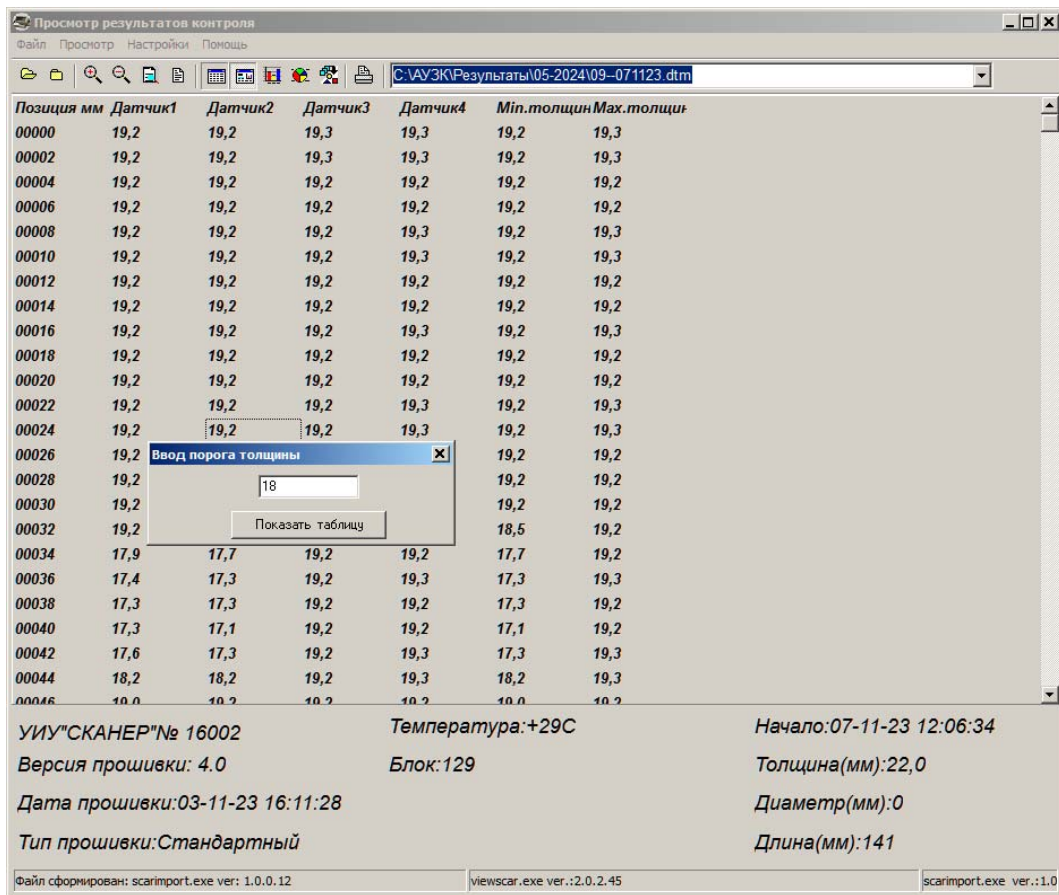 Просмотр результатов контроля
Файл Просмотр Настройки Помощь
C:\АУЗК\Результаты\05-2024\09--071123.dtm
Позиция мм Датчик1 Датчик2 Датчик3 Датчик4 Min.толщин Max.толщин
00000 19,2 19,2 19,3 19,3 19,2 19,3
00002 19,2 19,2 19,3 19,3 19,2 19,3
00004 19,2 19,2 19,2 19,2 19,2 19,2
00006 19,2 19,2 19,2 19,2 19,2 19,2
00008 19,2 19,2 19,2 19,3 19,2 19,3
00010 19,2 19,2 19,2 19,3 19,2 19,3
00012 19,2 19,2 19,2 19,2 19,2 19,2
00014 19,2 19,2 19,2 19,2 19,2 19,2
00016 19,2 19,2 19,2 19,3 19,2 19,3
00018 19,2 19,2 19,2 19,2 19,2 19,2
00020 19,2 19,2 19,2 19,2 19,2 19,2
00022 19,2 19,2 19,2 19,3 19,2 19,3
00024 19,2 19,2 19,2 19,3 19,2 19,3
00026 19,2 19,2 19,2
00028 19,2 19,2 19,2
00030 19,2 19,2 19,2
00032 19,2 18,5 19,2
Ввод порога толщины
18
Показать таблицу
00034 17,9 17,7 19,2 19,2 17,7 19,2
00036 17,4 17,3 19,2 19,3 17,3 19,3
00038 17,3 17,3 19,2 19,2 17,3 19,2
00040 17,3 17,1 19,2 19,2 17,1 19,2
00042 17,6 17,3 19,2 19,3 17,3 19,3
00044 18,2 18,2 19,2 19,3 18,2 19,3
00046 19,0 19,2 19,2 19,2 19,0 19,2
УИУ"СКАНЕР"№ 16002 Температура:+29С Начало:07-11-23 12:06:34
Версия прошивки: 4.0 Блок:129 Толщина(мм):22,0
Дата прошивки:03-11-23 16:11:28 Диаметр(мм):0
Тип прошивки:Стандартный Длина(мм):141
Файл сформирован: scarimport.exe ver: 1.0.0.12 viewscar.exe ver.:2.0.2.45 scarimport.exe ver.:1.0